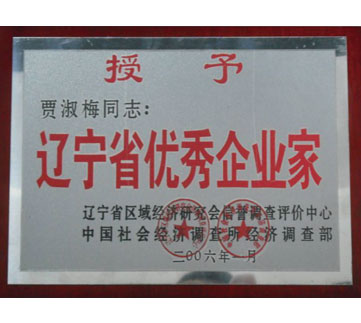 授予
贾淑梅同志：
辽宁省优秀企业家
辽宁省区域经济研究会信誉调查评价中心
中国社会经济调查所经济调查部
二00六年一月